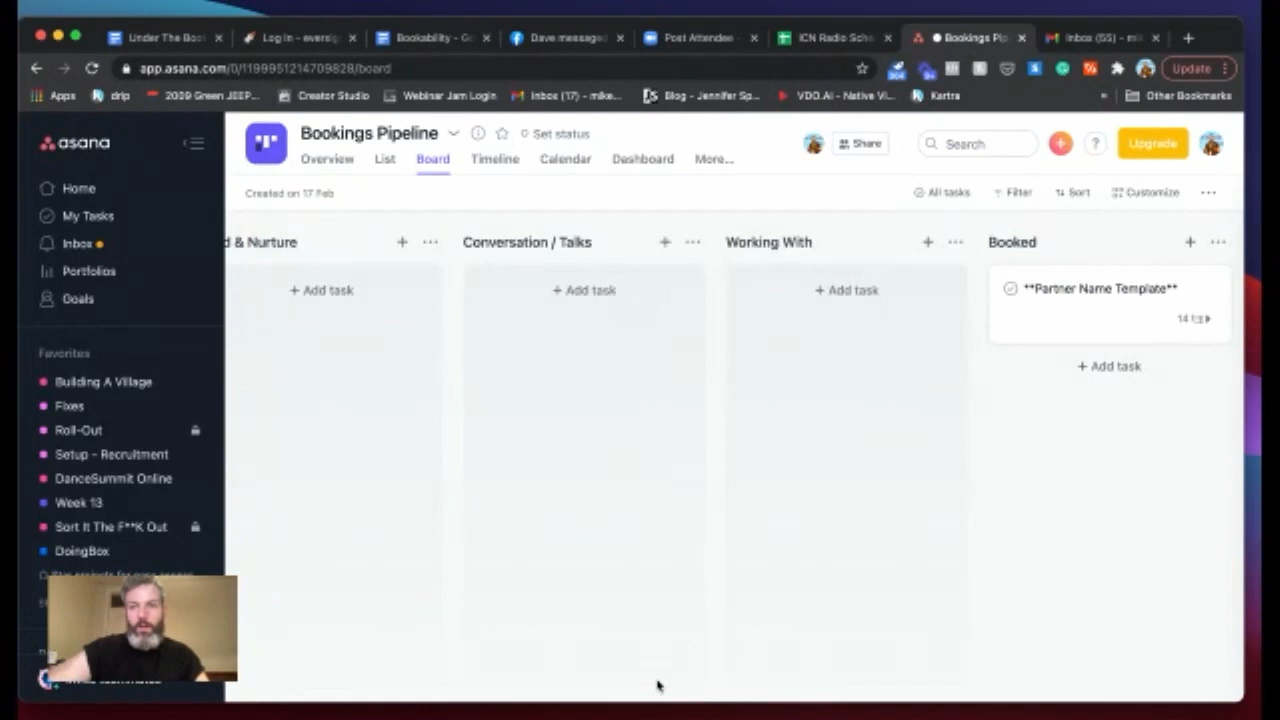 Under The Boo
Log In - eversig
Bookability - G
Dave messaged
Post Attendee -
ICN Radio Sche
Bookings Pip
Inbox (55) - mi
app.asana.com/0/1199951214709828/board
Update
Apps
drip
2009 Green JEEP...
Creator Studio
Webinar Jam Login
Inbox (17) - mike...
Blog - Jennifer Sp...
VDO.AI - Native Vi...
Kartra
»
Other Bookmarks
asana
Home
My Tasks
Inbox
Portfolios
Goals
Favorites
Building A Village
Fixes
Roll-Out
Setup - Recruitment
DanceSummit Online
Week 13
Sort It The F**K Out
DoingBox
Bookings Pipeline
Set status
Overview
List
Board
Timeline
Calendar
Dashboard
More...
Share
Search
?
Upgrade
Created on 17 Feb
All tasks
Filter
Sort
Customize
d & Nurture
Conversation / Talks
Working With
Booked
+ Add task
+ Add task
+ Add task
**Partner Name Template**
14
+ Add task